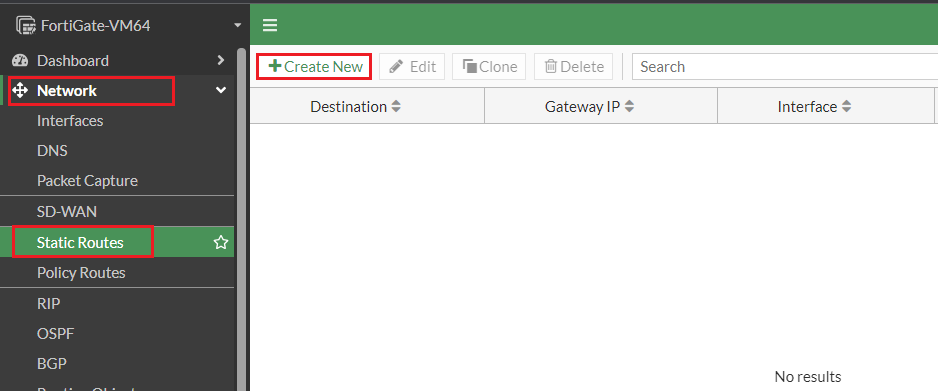 FortiGate-VM64
Dashboard
Network
Interfaces
DNS
Packet Capture
SD-WAN
Static Routes
Policy Routes
RIP
OSPF
BGP
Create New Edit Clone Delete Search
Destination Gateway IP Interface
No results